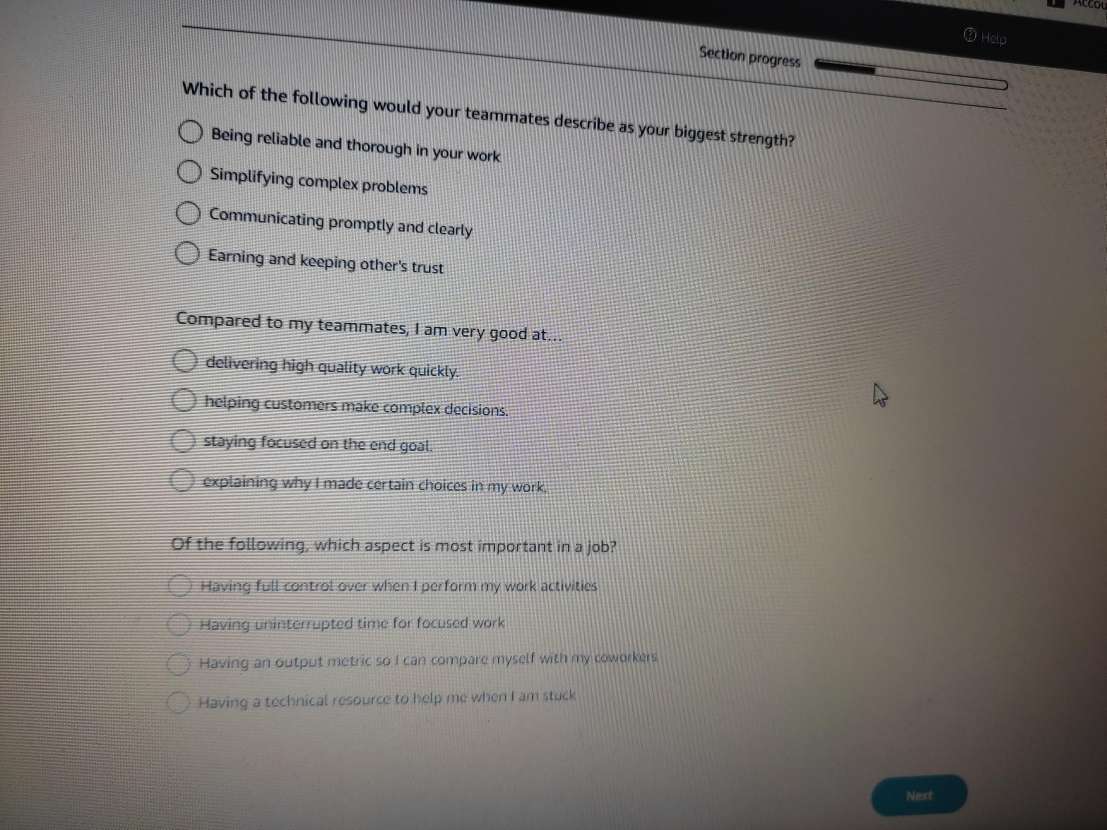 Help
Section progress
Which of the following would your teammates describe as your biggest strength?
Being reliable and thorough in your work
Simplifying complex problems
Communicating promptly and clearly
Earning and keeping other's trust
Compared to my teammates, I am very good at...
delivering high quality work quickly.
helping customers make complex decisions.
staying focused on the end goal.
explaining why I made certain choices in my work.
Of the following, which aspect is most important in a job?
Having full control over when I perform my work activities
Having uninterrupted time for focused work
Having an output metric so I can compare myself with my coworkers
Having a technical resource to help me when I am stuck
Next